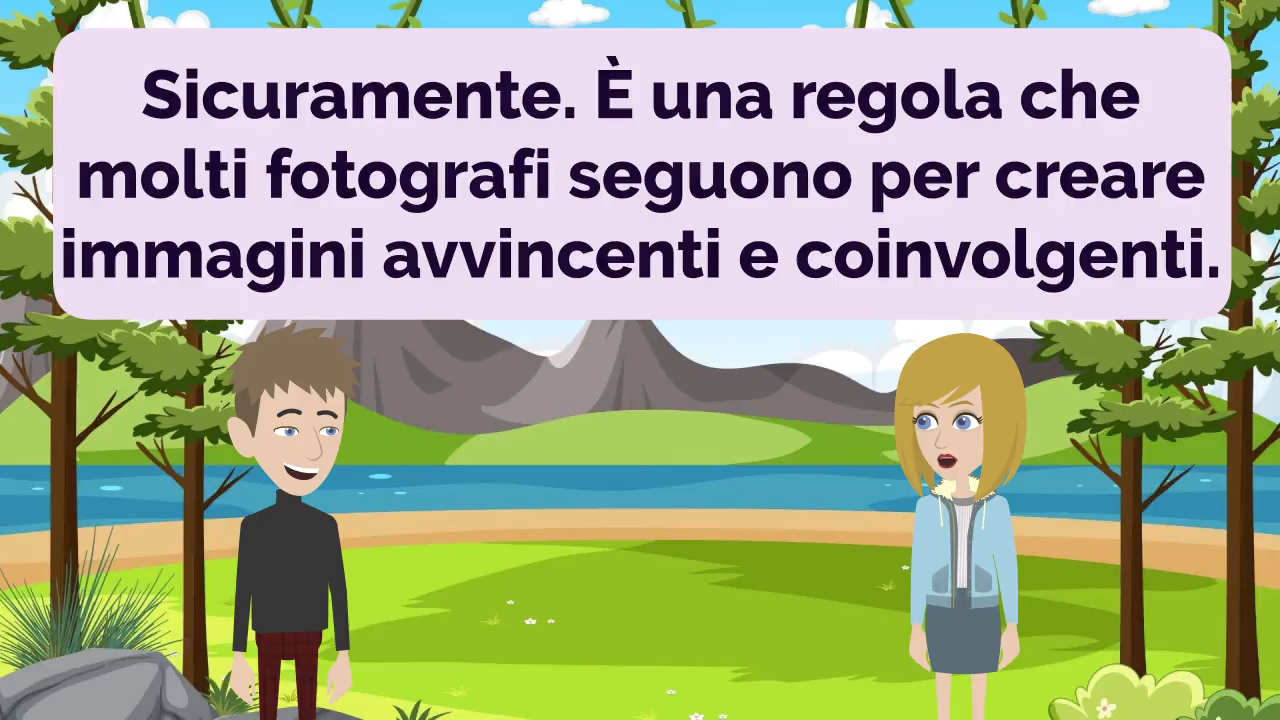 Sicuramente. È una regola che
molti fotografi seguono per creare
immagini avvincenti e coinvolgenti.